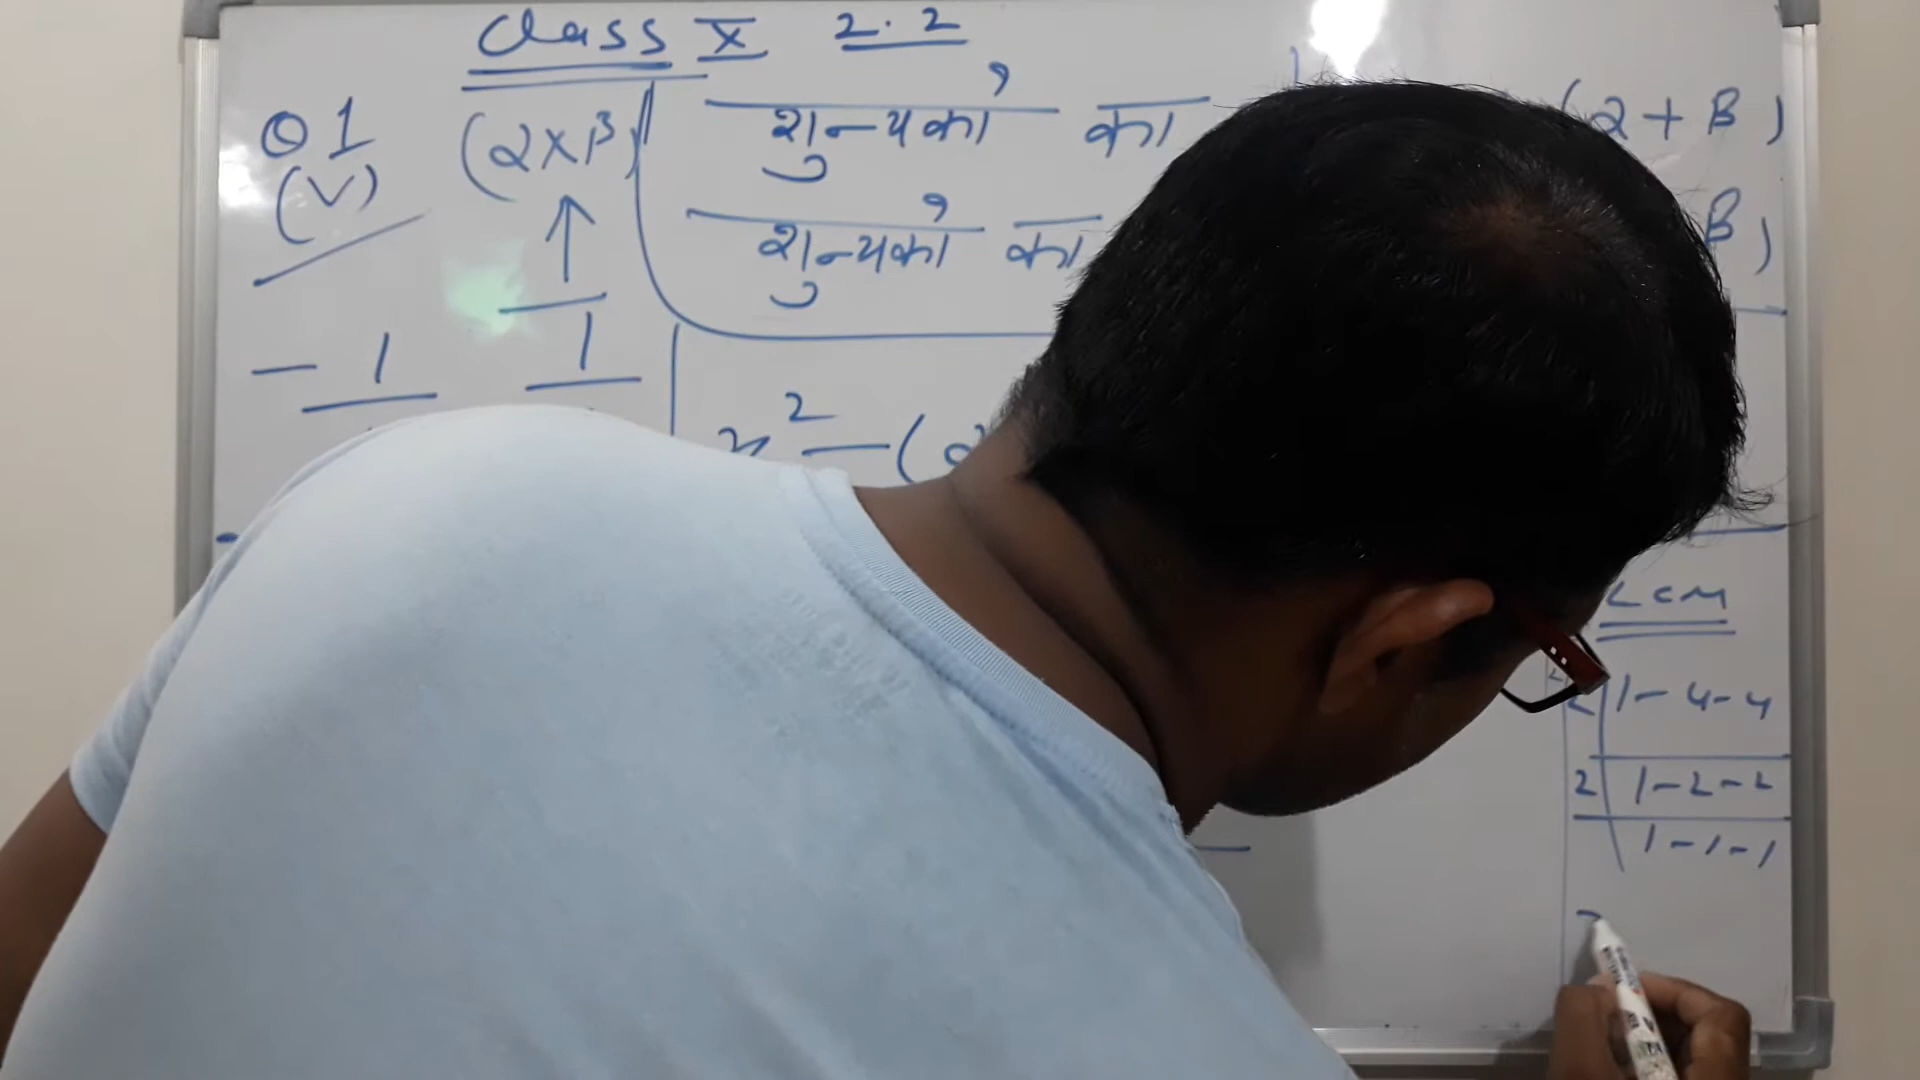 Class X 2.2
Q1 (αxβ) शुन्यको का (α+β)
(V) ↑ शुन्यको का β)
- 1 1
x² - (α
LCM
2 1-4-4
2 1-2-2
1-1-1